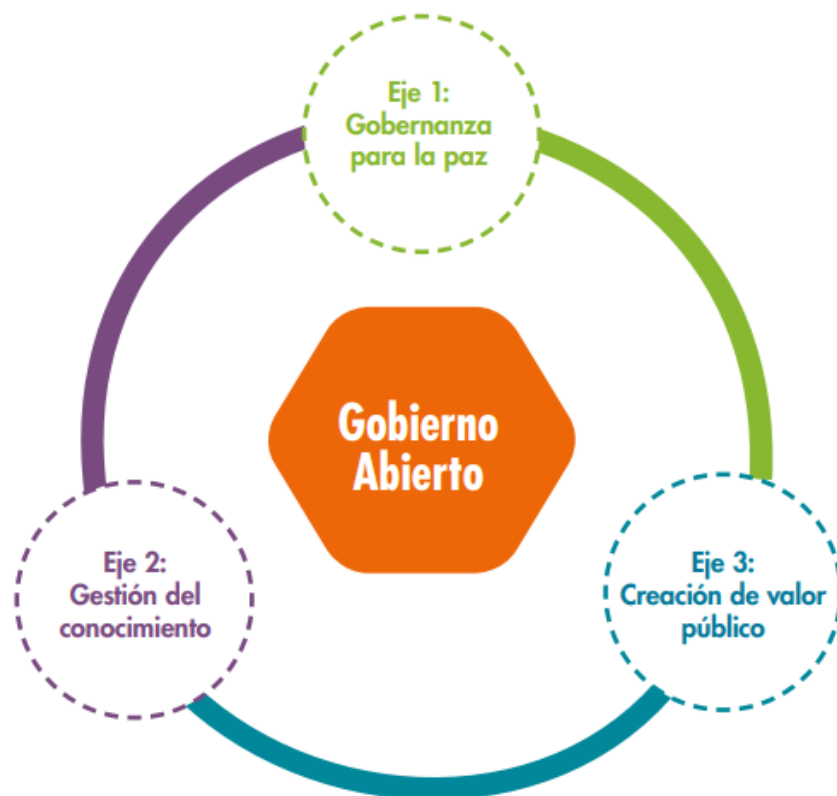 Eje 1:
Gobernanza
para la paz
Gobierno
Abierto
Eje 2:
Gestión del
conocimiento
Eje 3:
Creación de valor
público